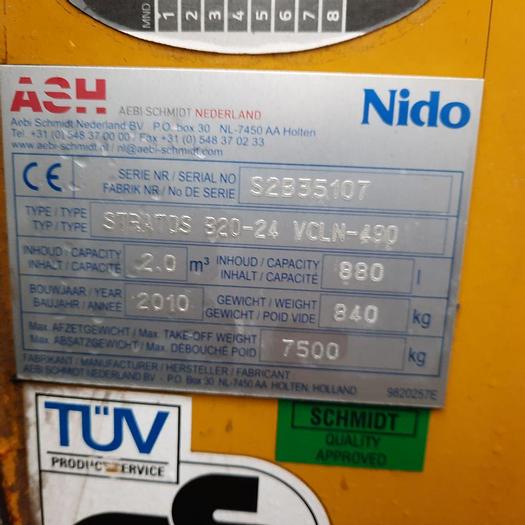 MND 1 2 3 4 5 6 7 8
ASH AEBI SCHMIDT NEDERLAND Nido
Aebi Schmidt Nederland BV P.O. box 30 NL-7450 AA Holten
Tel. +31 (0) 548 37 00 00 / Fax +31 (0) 548 37 02 33
www.aebi-schmidt.nl / nl@aebi-schmidt.com
CE
SERIE NR / SERIAL NO
FABRIK NR / No DE SERIE
S2B35107
TYPE / TYPE
TYP / TYPE
STRATOS B20-24 VCLN-490
INHOUD / CAPACITY
INHALT / CAPACITÉ
2.0 m³
INHOUD / CAPACITY
INHALT / CAPACITÉ
880 l
BOUWJAAR / YEAR
BAUJAHR / ANNÉE
2010
GEWICHT / WEIGHT
GEWICHT / POID VIDE
840 kg
Max. AFZETGEWICHT / Max. TAKE-OFF WEIGHT
Max. ABSATZGEWICHT / Max. DÉBOUCHÉ POID
7500 kg
FABRIKANT / MANUFACTURER / HERSTELLER / FABRICANT
AEBI SCHMIDT NEDERLAND BV - P.O. Box 30 NL-7450 AA HOLTEN, HOLLAND
9820257E
TÜV
PRODUCT SERVICE
SCHMIDT
QUALITY
APPROVED